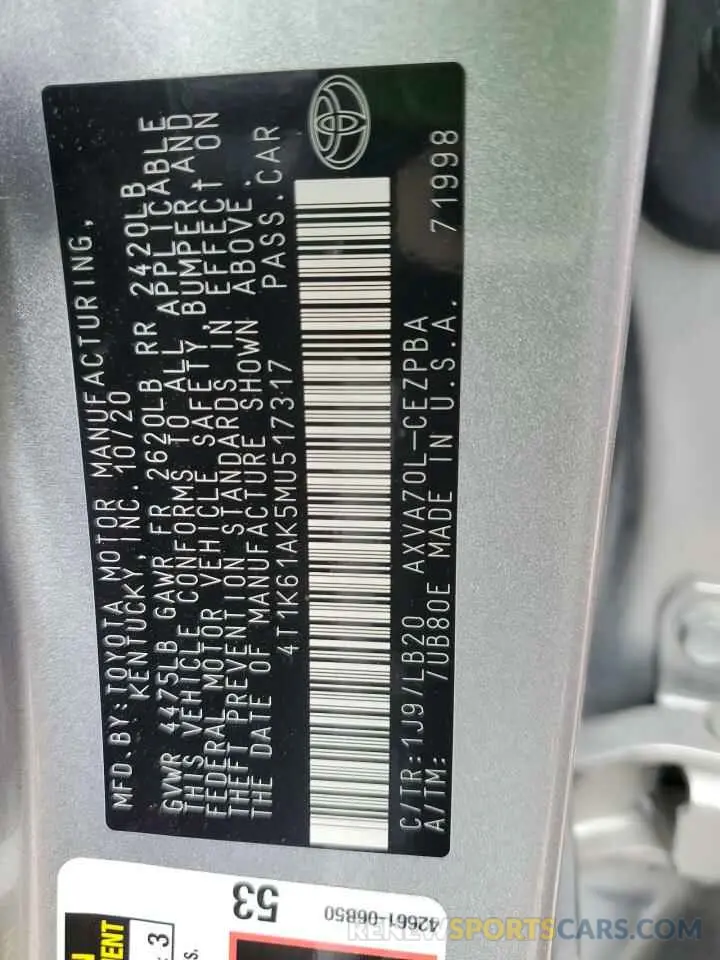 MFD.BY:TOYOTA MOTOR MANUFACTURING,
KENTUCKY, INC. 10/20
GVWR 4475LB GAWR FR 2620LB RR 2420LB
THIS VEHICLE CONFORMS TO ALL APPLICABLE
FEDERAL MOTOR VEHICLE SAFETY, BUMPER, AND
THEFT PREVENTION STANDARDS IN EFFECT ON
THE DATE OF MANUFACTURE SHOWN ABOVE.
4T1K61AK5MU517317 PASS.CAR
C/TR:1J9/LB20 AXVA70L-CEZPBA 71998
A/TM: 7UB80E MADE IN U.S.A.
53
42661-06B50
3
s.
RENEWSPORTSCARS.COM